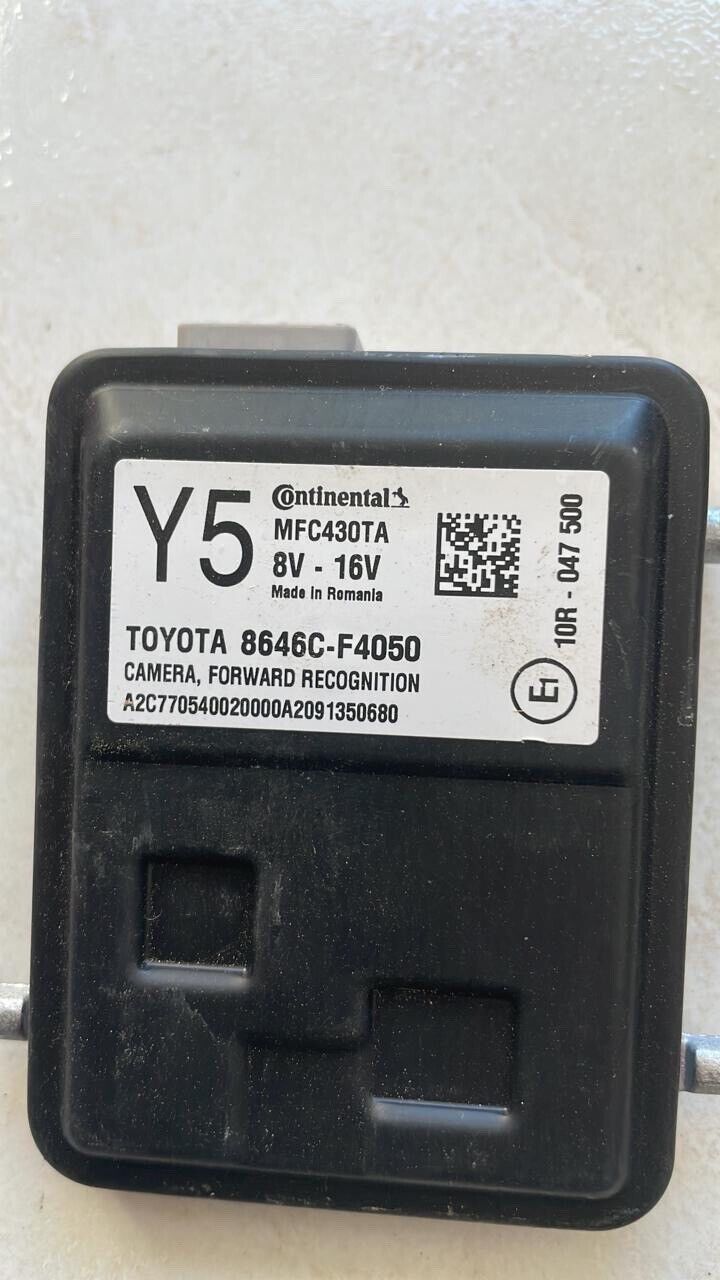 Y5
Continental
MFC430TA
8V - 16V
Made in Romania
TOYOTA 8646C-F4050
CAMERA, FORWARD RECOGNITION
A2C770540020000A2091350680
10R - 047 500
E1